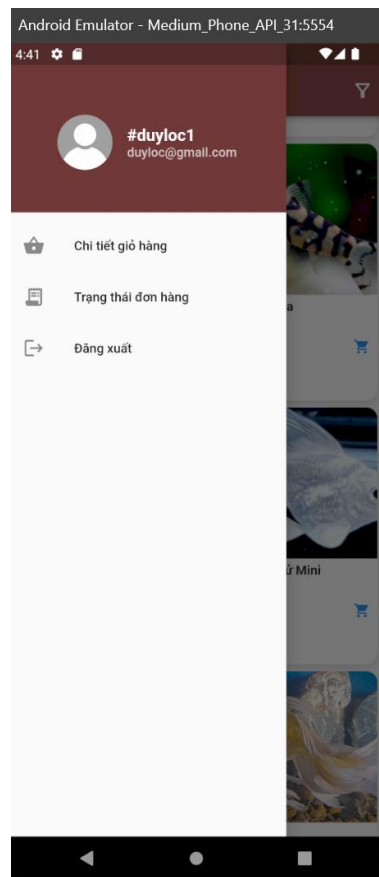 Android Emulator - Medium_Phone_API_31:5554
4:41
#duyloc1
duyloc@gmail.com
Chi tiết giỏ hàng
Trạng thái đơn hàng
Đăng xuất
a
ử Mini